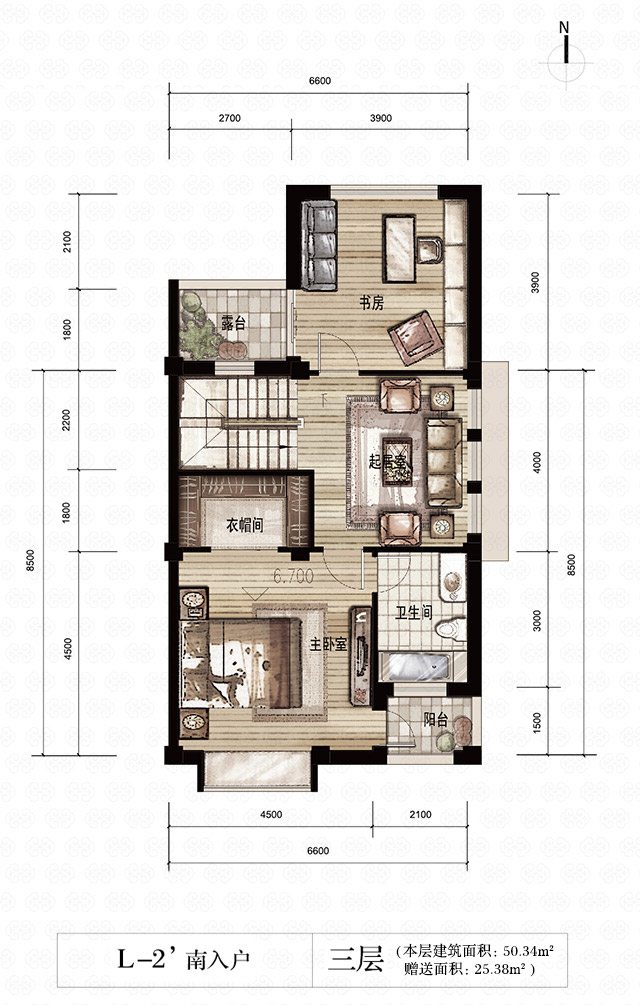 N
6600
2700 3900
2100
3900
书房
1800
露台
2200
下
起居室
4000
1800
衣帽间
8500
8500
6.700
卫生间
3000
4500
主卧室
阳台
1500
4500 2100
6600
L-2’ 南入户
三层
(本层建筑面积: 50.34m²
赠送面积: 25.38m²)